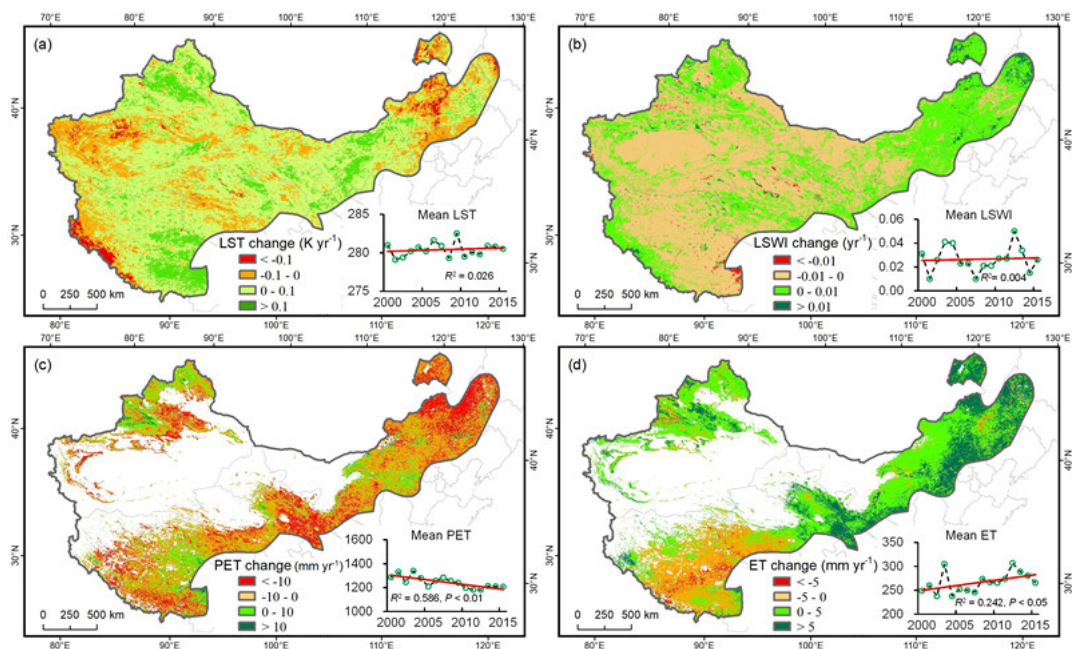 70°E 80°E 90°E 100°E 110°E 120°E 130°E 70°E 80°E 90°E 100°E 110°E 120°E 130°E
(a) (b)
40°N 40°N 40°N 40°N
30°N 30°N 30°N 30°N
Mean LST
285
280
275
2000 2005 2010 2015
R² = 0.026
LST change (K yr⁻¹)
< -0.1
-0.1 - 0
0 - 0.1
> 0.1
0 250 500 km
Mean LSWI
0.06
0.04
0.02
0.00
2000 2005 2010 2015
R² = 0.004
LSWI change (yr⁻¹)
< -0.01
-0.01 - 0
0 - 0.01
> 0.01
0 250 500 km
80°E 90°E 100°E 110°E 120°E 80°E 90°E 100°E 110°E 120°E
(c) (d)
40°N 40°N 40°N 40°N
30°N 30°N 30°N 30°N
Mean PET
1600
1400
1200
1000
2000 2005 2010 2015
R² = 0.586, P < 0.01
PET change (mm yr⁻¹)
< -10
-10 - 0
0 - 10
> 10
0 250 500 km
Mean ET
350
300
250
200
2000 2005 2010 2015
R² = 0.242, P < 0.05
ET change (mm yr⁻¹)
< -5
-5 - 0
0 - 5
> 5
0 250 500 km
80°E 90°E 100°E 110°E 120°E 80°E 90°E 100°E 110°E 120°E